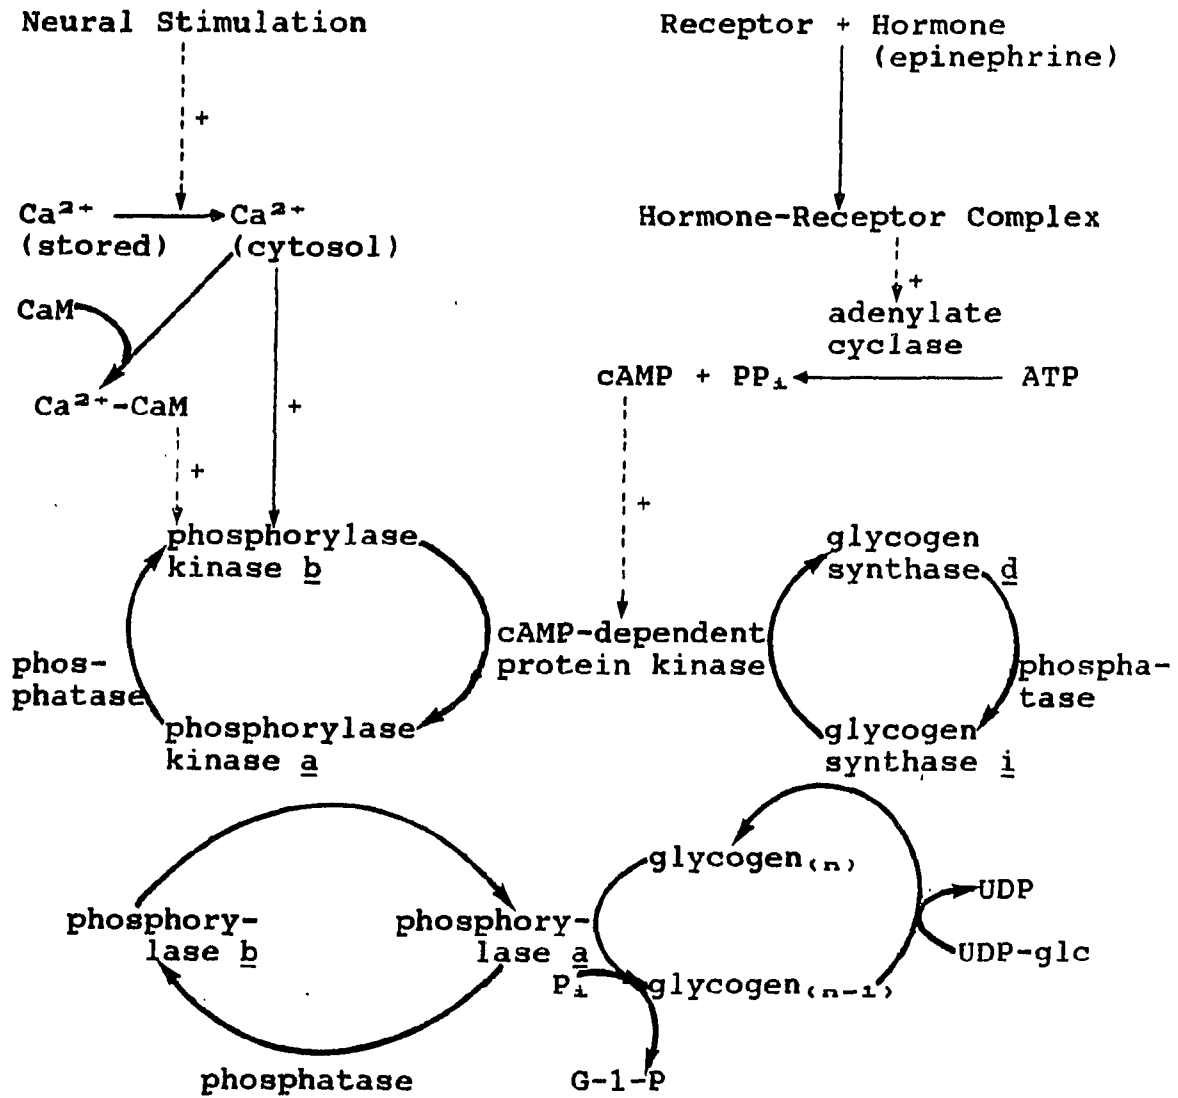 Neural Stimulation
Receptor + Hormone
(epinephrine)
+
Ca²⁺
(stored)
Ca²⁺
(cytosol)
Hormone-Receptor Complex
+
CaM
adenylate
cyclase
cAMP + PPᵢ
ATP
Ca²⁺-CaM
+
+
+
phosphorylase
kinase b
glycogen
synthase d
cAMP-dependent
protein kinase
phos-
phatase
phospha-
tase
phosphorylase
kinase a
glycogen
synthase i
glycogen(n)
UDP
phosphory-
lase b
phosphory-
lase a
UDP-glc
Pᵢ
glycogen(n-1)
phosphatase
G-1-P